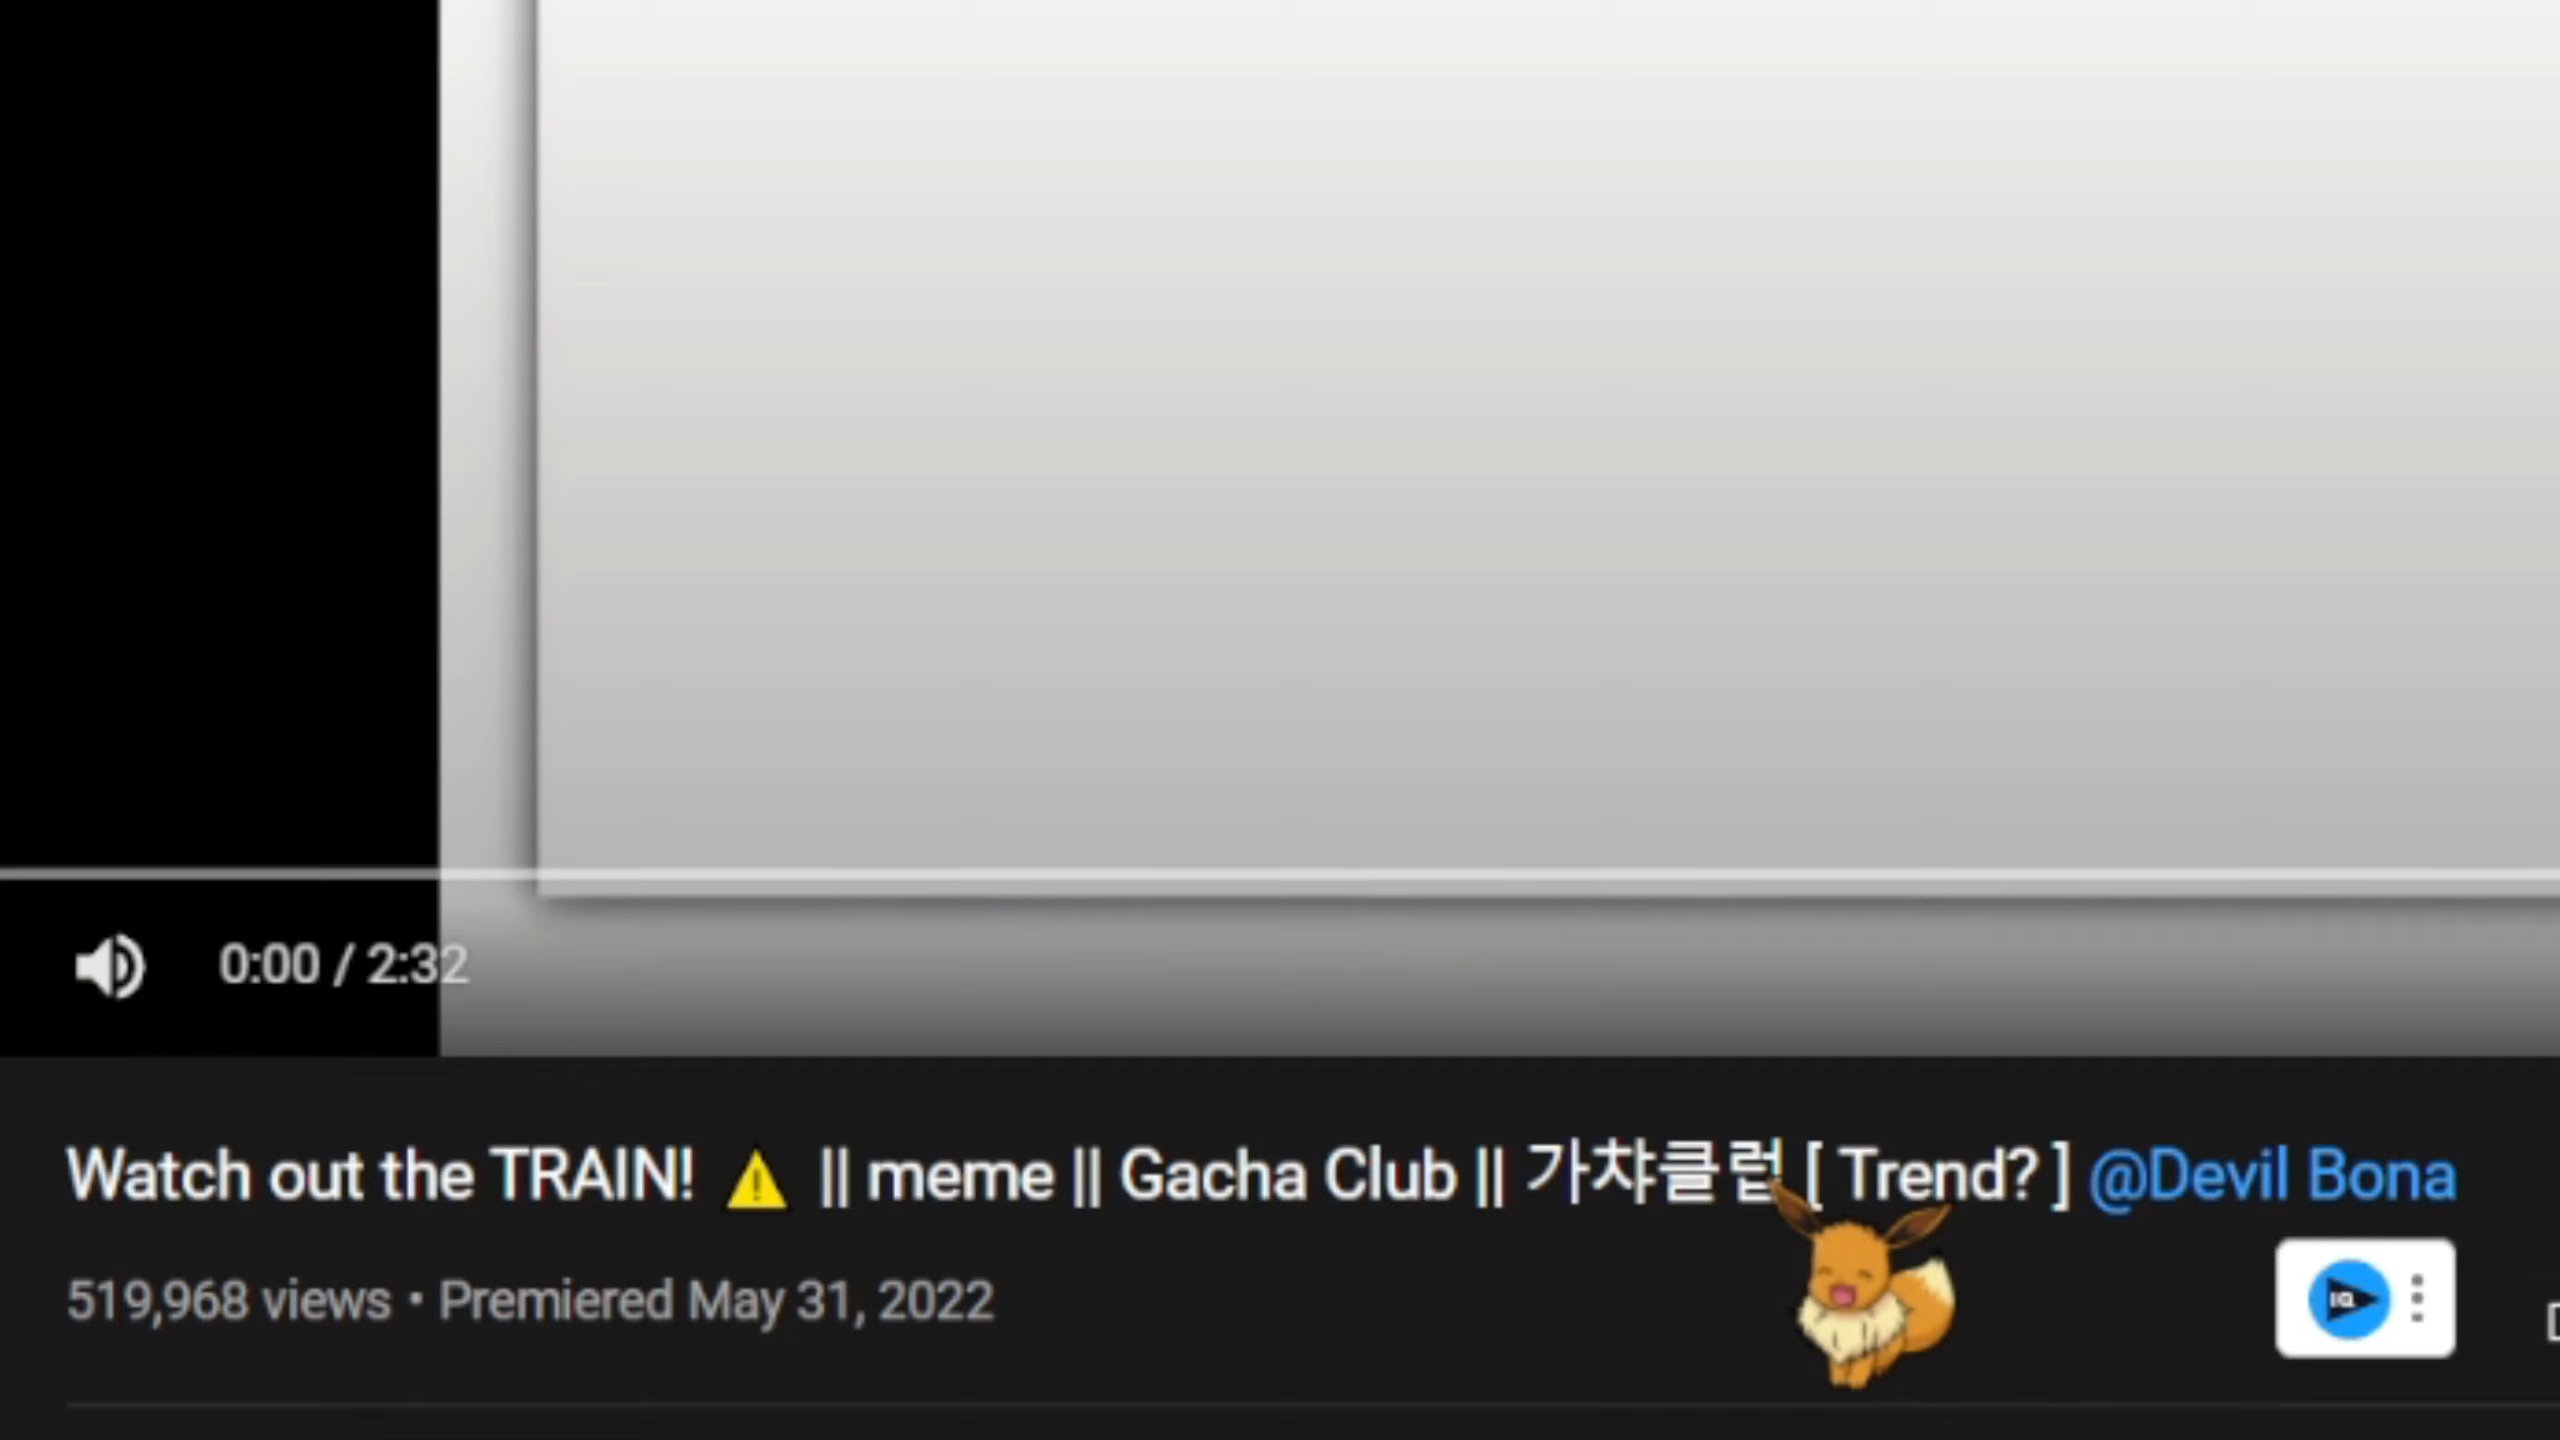 0:00 / 2:32
Watch out the TRAIN! ⚠ || meme || Gacha Club || 가챠클럽 [ Trend? ] @Devil Bona
519,968 views • Premiered May 31, 2022
IQ